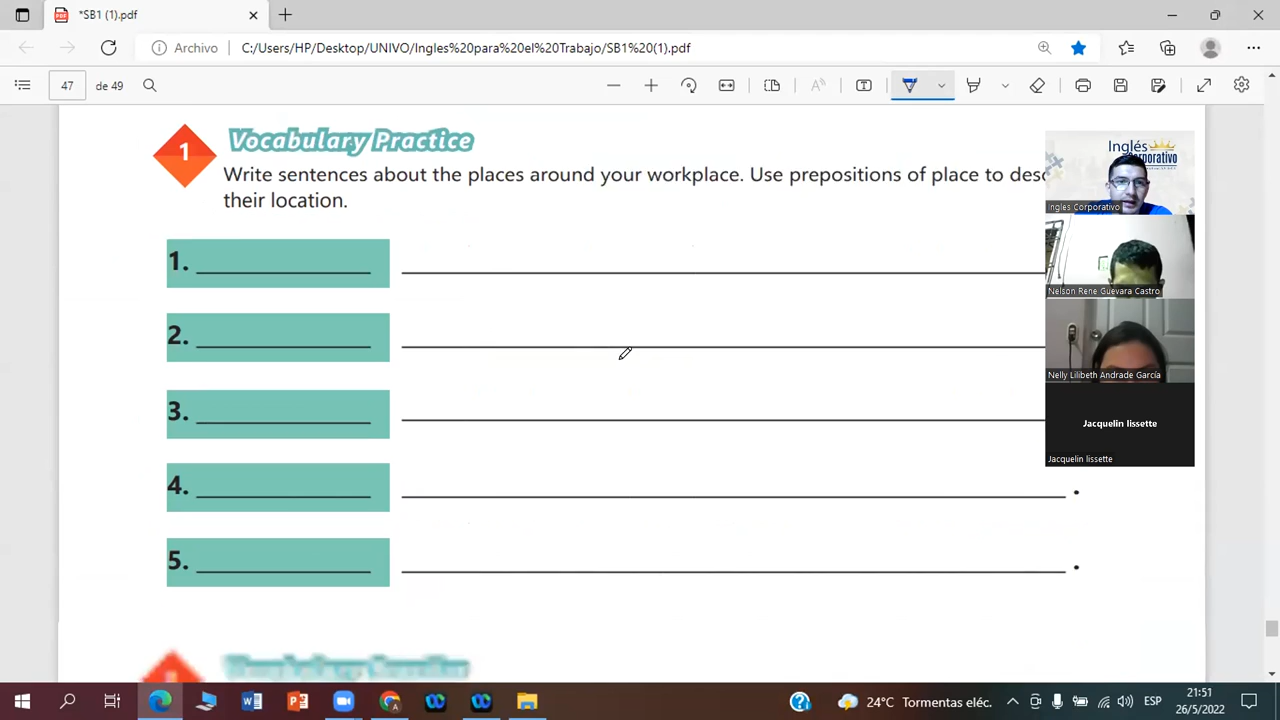 *SB1 (1).pdf
Archivo C:/Users/HP/Desktop/UNIVO/Ingles%20para%20el%20Trabajo/SB1%20(1).pdf
47 de 49
1 Vocabulary Practice
Write sentences about the places around your workplace. Use prepositions of place to
their location.
1.
2.
3.
4. .
5. .
Inglés
Corporativo
Ingles Corporativo
Nelson Rene Guevara Castro
Nelly Lilibeth Andrade García
Jacquelin lissette
Jacquelin lissette
24°C Tormentas eléc.
ESP
21:51
26/5/2022